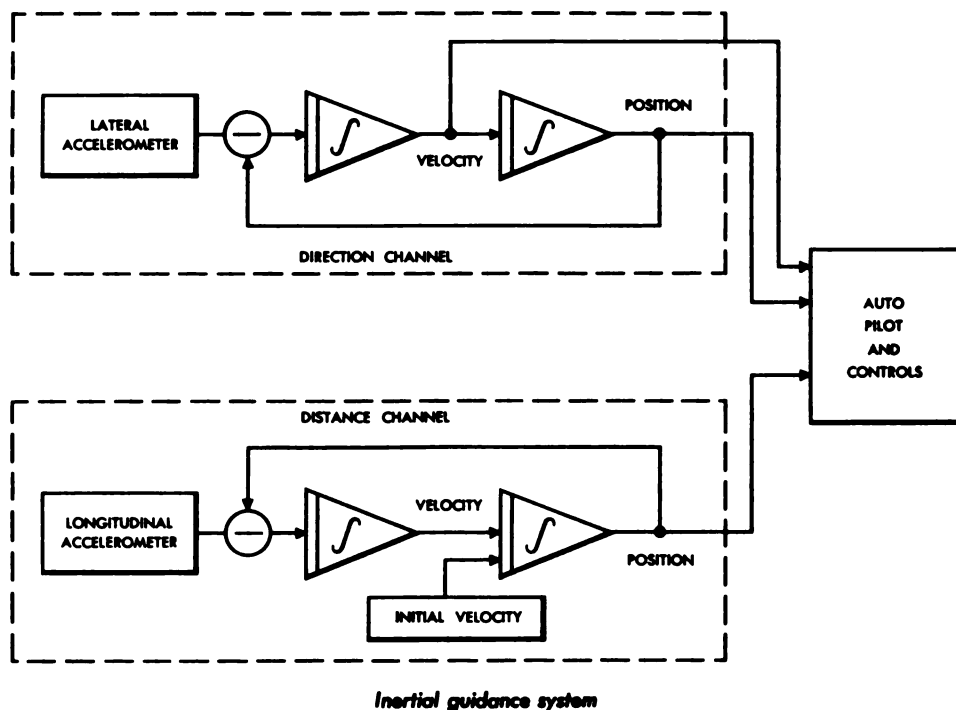 LATERAL
ACCELEROMETER
—
∫
VELOCITY
∫
POSITION
DIRECTION CHANNEL
AUTO
PILOT
AND
CONTROLS
DISTANCE CHANNEL
LONGITUDINAL
ACCELEROMETER
—
∫
VELOCITY
∫
POSITION
INITIAL VELOCITY
Inertial guidance system